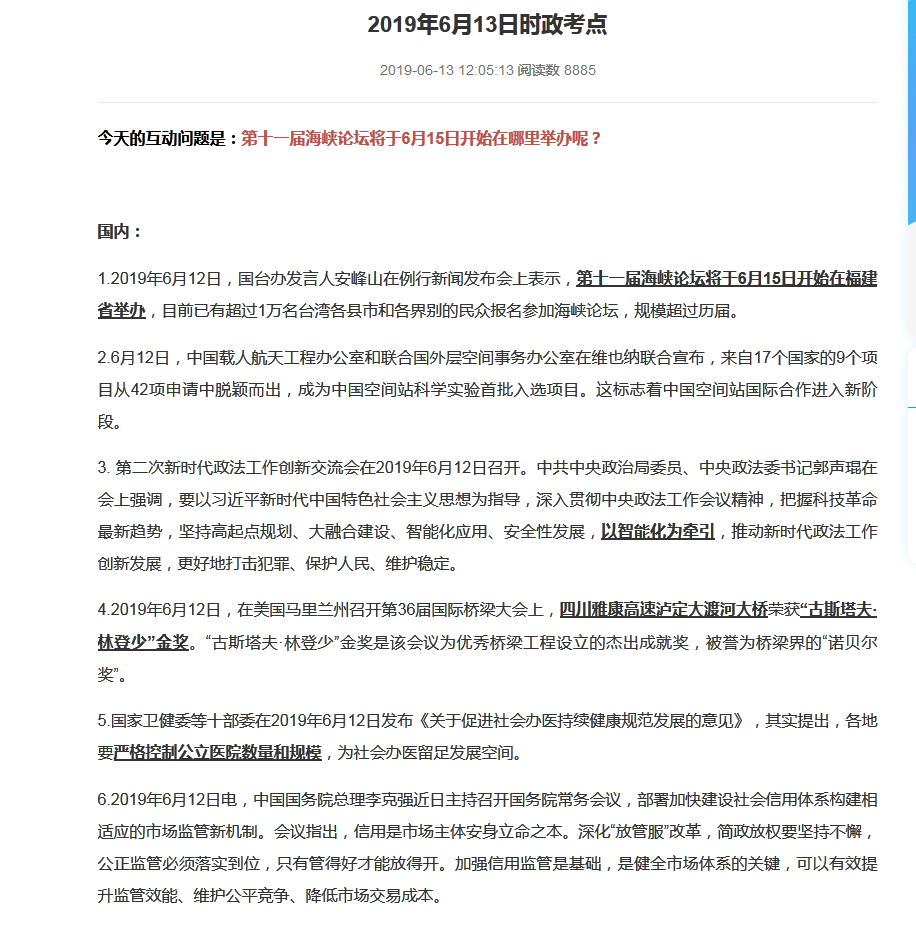 2019年6月13日时政考点
2019-06-13 12:05:13 阅读数 8885
今天的互动问题是：第十一届海峡论坛将于6月15日开始在哪里举办呢？
国内：
1.2019年6月12日，国台办发言人安峰山在例行新闻发布会上表示，第十一届海峡论坛将于6月15日开始在福建
省举办，目前已有超过1万名台湾各县市和各界别的民众报名参加海峡论坛，规模超过历届。
2.6月12日，中国载人航天工程办公室和联合国外层空间事务办公室在维也纳联合宣布，来自17个国家的9个项
目从42项申请中脱颖而出，成为中国空间站科学实验首批入选项目。这标志着中国空间站国际合作进入新阶
段。
3. 第二次新时代政法工作创新交流会在2019年6月12日召开。中共中央政治局委员、中央政法委书记郭声琨在
会上强调，要以习近平新时代中国特色社会主义思想为指导，深入贯彻中央政法工作会议精神，把握科技革命
最新趋势，坚持高起点规划、大融合建设、智能化应用、安全性发展，以智能化为牵引，推动新时代政法工作
创新发展，更好地打击犯罪、保护人民、维护稳定。
4.2019年6月12日，在美国马里兰州召开第36届国际桥梁大会上，四川雅康高速泸定大渡河大桥荣获“古斯塔夫·
林登少”金奖。“古斯塔夫·林登少”金奖是该会议为优秀桥梁工程设立的杰出成就奖，被誉为桥梁界的“诺贝尔
奖”。
5.国家卫健委等十部委在2019年6月12日发布《关于促进社会办医持续健康规范发展的意见》，其实提出，各地
要严格控制公立医院数量和规模，为社会办医留足发展空间。
6.2019年6月12日电，中国国务院总理李克强近日主持召开国务院常务会议，部署加快建设社会信用体系构建相
适应的市场监管新机制。会议指出，信用是市场主体安身立命之本。深化“放管服”改革，简政放权要坚持不懈，
公正监管必须落实到位，只有管得好才能放得开。加强信用监管是基础，是健全市场体系的关键，可以有效提
升监管效能、维护公平竞争、降低市场交易成本。